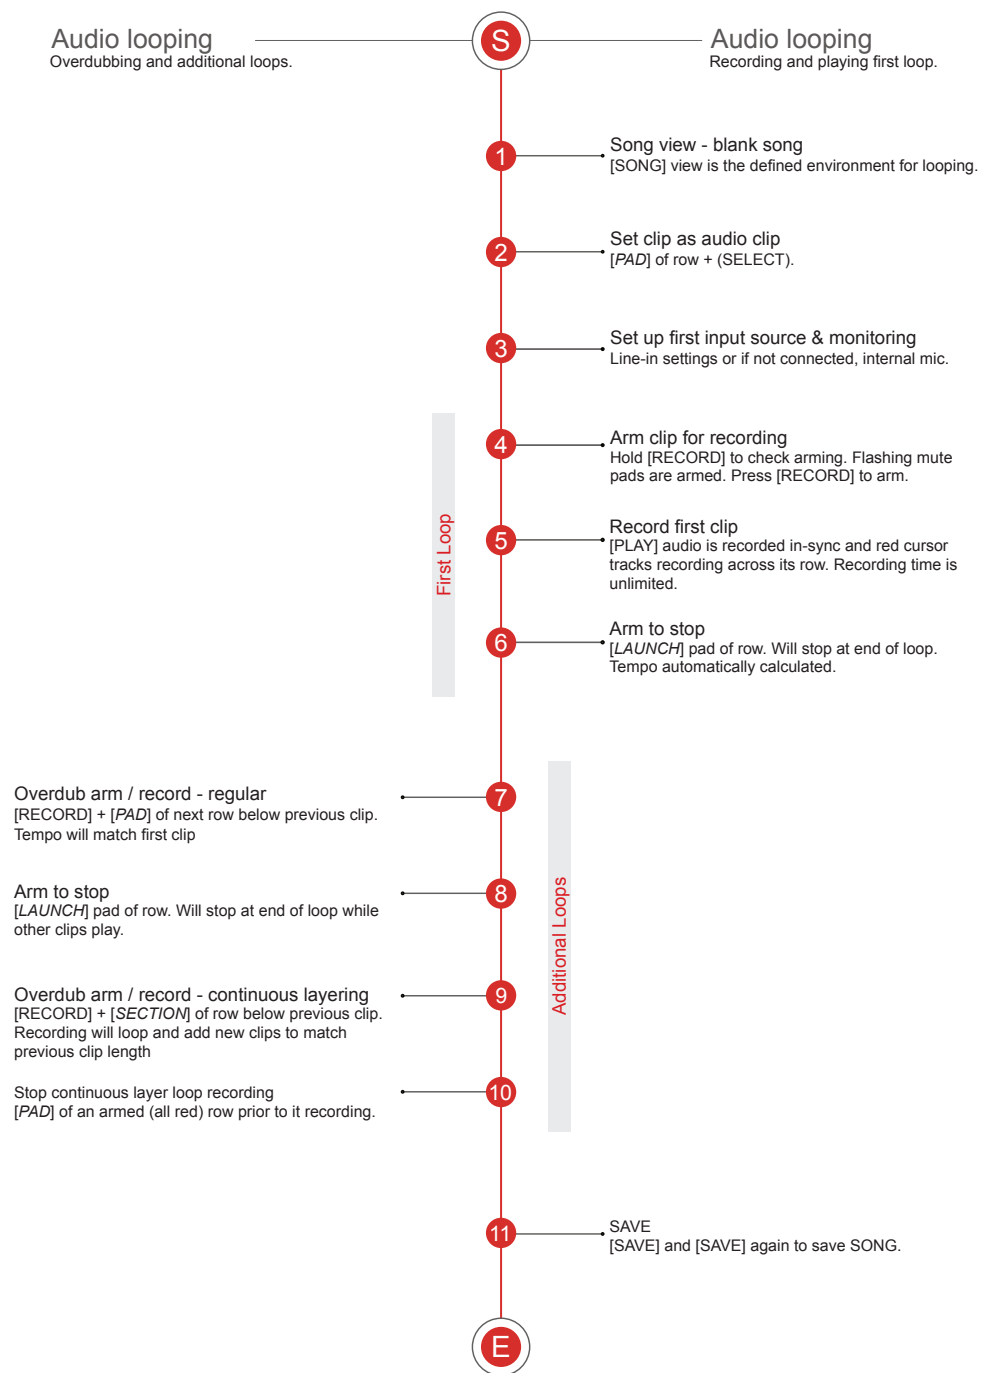 Audio looping
Overdubbing and additional loops.
S
Audio looping
Recording and playing first loop.
1
Song view - blank song
[SONG] view is the defined environment for looping.
2
Set clip as audio clip
[PAD] of row + (SELECT).
3
Set up first input source & monitoring
Line-in settings or if not connected, internal mic.
First Loop
4
Arm clip for recording
Hold [RECORD] to check arming. Flashing mute
pads are armed. Press [RECORD] to arm.
5
Record first clip
[PLAY] audio is recorded in-sync and red cursor
tracks recording across its row. Recording time is
unlimited.
6
Arm to stop
[LAUNCH] pad of row. Will stop at end of loop.
Tempo automatically calculated.
Additional Loops
7
Overdub arm / record - regular
[RECORD] + [PAD] of next row below previous clip.
Tempo will match first clip
8
Arm to stop
[LAUNCH] pad of row. Will stop at end of loop while
other clips play.
9
Overdub arm / record - continuous layering
[RECORD] + [SECTION] of row below previous clip.
Recording will loop and add new clips to match
previous clip length
10
Stop continuous layer loop recording
[PAD] of an armed (all red) row prior to it recording.
11
SAVE
[SAVE] and [SAVE] again to save SONG.
E